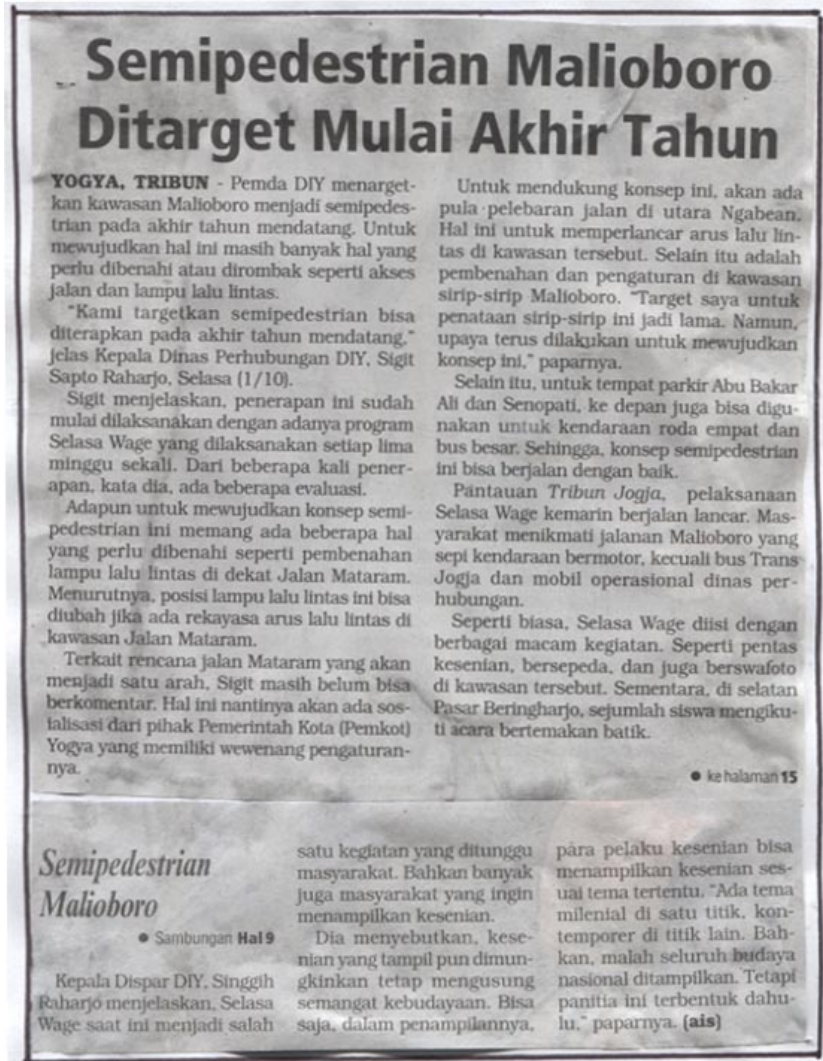 Semipedestrian Malioboro
Ditarget Mulai Akhir Tahun
YOGYA, TRIBUN - Pemda DIY menarget-
kan kawasan Malioboro menjadi semipedes-
trian pada akhir tahun mendatang. Untuk
mewujudkan hal ini masih banyak hal yang
perlu dibenahi atau dirombak seperti akses
jalan dan lampu lalu lintas.
"Kami targetkan semipedestrian bisa
diterapkan pada akhir tahun mendatang,"
jelas Kepala Dinas Perhubungan DIY, Sigit
Sapto Raharjo, Selasa (1/10).
Sigit menjelaskan, penerapan ini sudah
mulai dilaksanakan dengan adanya program
Selasa Wage yang dilaksanakan setiap lima
minggu sekali. Dari beberapa kali pener-
apan, kata dia, ada beberapa evaluasi.
Adapun untuk mewujudkan konsep semi-
pedestrian ini memang ada beberapa hal
yang perlu dibenahi seperti pembenahan
lampu lalu lintas di dekat Jalan Mataram.
Menurutnya, posisi lampu lalu lintas ini bisa
diubah jika ada rekayasa arus lalu lintas di
kawasan Jalan Mataram.
Terkait rencana jalan Mataram yang akan
menjadi satu arah, Sigit masih belum bisa
berkomentar. Hal ini nantinya akan ada sos-
ialisasi dari pihak Pemerintah Kota (Pemkot)
Yogya yang memiliki wewenang pengaturan-
nya.
Untuk mendukung konsep ini, akan ada
pula pelebaran jalan di utara Ngabean.
Hal ini untuk memperlancar arus lalu lin-
tas di kawasan tersebut. Selain itu adalah
pembenahan dan pengaturan di kawasan
sirip-sirip Malioboro. "Target saya untuk
penataan sirip-sirip ini jadi lama. Namun,
upaya terus dilakukan untuk mewujudkan
konsep ini," paparnya.
Selain itu, untuk tempat parkir Abu Bakar
Ali dan Senopati, ke depan juga bisa digu-
nakan untuk kendaraan roda empat dan
bus besar. Sehingga, konsep semipedestrian
ini bisa berjalan dengan baik.
Pantauan Tribun Jogja, pelaksanaan
Selasa Wage kemarin berjalan lancar. Mas-
yarakat menikmati jalanan Malioboro yang
sepi kendaraan bermotor, kecuali bus Trans
Jogja dan mobil operasional dinas per-
hubungan.
Seperti biasa, Selasa Wage diisi dengan
berbagai macam kegiatan. Seperti pentas
kesenian, bersepeda, dan juga berswafoto
di kawasan tersebut. Sementara, di selatan
Pasar Beringharjo, sejumlah siswa mengiku-
ti acara bertemakan batik.
● ke halaman 15
Semipedestrian
Malioboro
● Sambungan Hal 9
Kepala Dispar DIY, Singgih
Raharjo menjelaskan, Selasa
Wage saat ini menjadi salah
satu kegiatan yang ditunggu
masyarakat. Bahkan banyak
juga masyarakat yang ingin
menampilkan kesenian.
Dia menyebutkan, kese-
nian yang tampil pun dimun-
gkinkan tetap mengusung
semangat kebudayaan. Bisa
saja, dalam penampilannya,
para pelaku kesenian bisa
menampilkan kesenian ses-
uai tema tertentu. "Ada tema
milenial di satu titik, kon-
temporer di titik lain. Bah-
kan, malah seluruh budaya
nasional ditampilkan. Tetapi
panitia ini terbentuk dahu-
lu," paparnya. (ais)